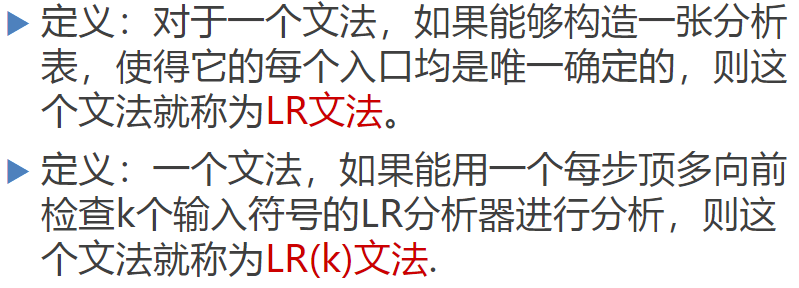 定义：对于一个文法，如果能够构造一张分析
表，使得它的每个入口均是唯一确定的，则这
个文法就称为LR文法。
定义：一个文法，如果能用一个每步顶多向前
检查k个输入符号的LR分析器进行分析，则这
个文法就称为LR(k)文法.